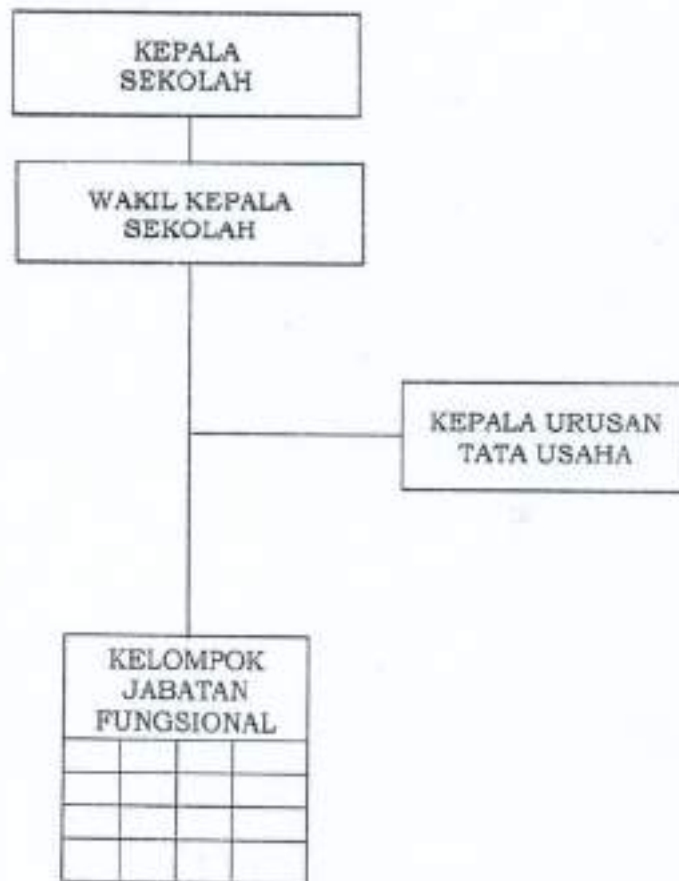 KEPALA
SEKOLAH
WAKIL KEPALA
SEKOLAH
KEPALA URUSAN
TATA USAHA
KELOMPOK
JABATAN
FUNGSIONAL